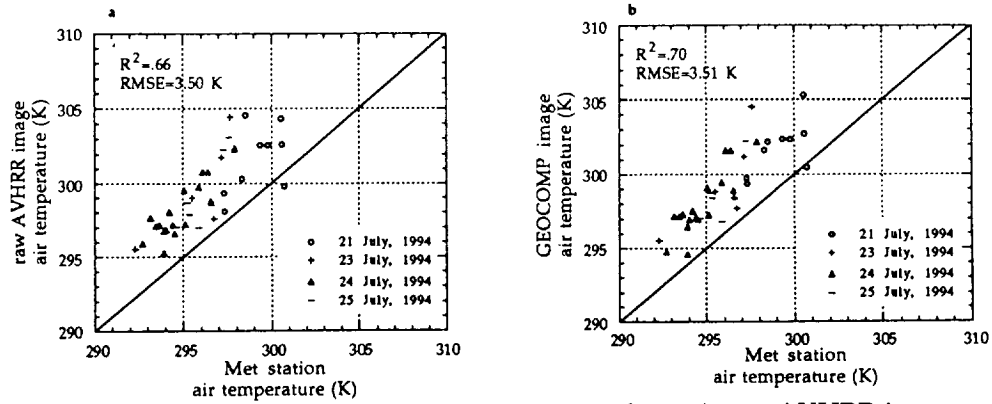 a
310
305
300
295
290
raw AVHRR image
air temperature (K)
R²=.66
RMSE=3.50 K
21 July, 1994
23 July, 1994
24 July, 1994
25 July, 1994
290 295 300 305 310
Met station
air temperature (K)
b
310
305
300
295
290
GEOCOMP image
air temperature (K)
R²=.70
RMSE=3.51 K
21 July, 1994
23 July, 1994
24 July, 1994
25 July, 1994
290 295 300 305 310
Met station
air temperature (K)